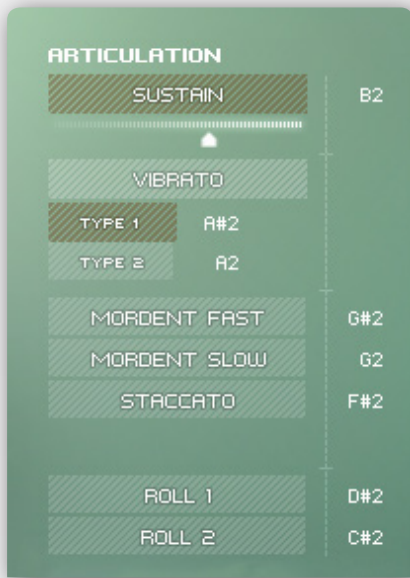 ARTICULATION
SUSTAIN B2
VIBRATO
TYPE 1 A#2
TYPE 2 A2
MORDENT FAST G#2
MORDENT SLOW G2
STACCATO F#2
ROLL 1 D#2
ROLL 2 C#2